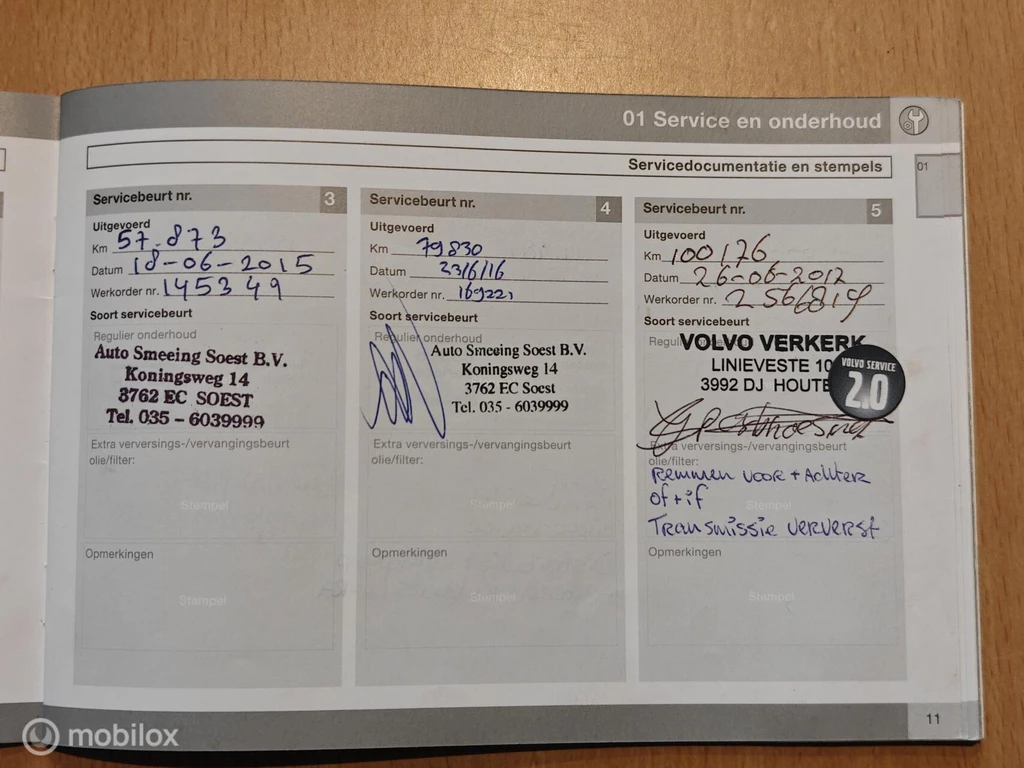 01 Service en onderhoud
Servicedocumentatie en stempels
01
Servicebeurt nr. 3
Uitgevoerd
Km 57.873
Datum 18-06-2015
Werkorder nr. 145349
Soort servicebeurt
Regulier onderhoud
Auto Smeeing Soest B.V.
Koningsweg 14
3762 EC SOEST
Tel. 035 - 6039999
Extra verversings-/vervangingsbeurt
olie/filter:
Stempel
Opmerkingen
Stempel
Servicebeurt nr. 4
Uitgevoerd
Km 79830
Datum 23/6/16
Werkorder nr. 169221
Soort servicebeurt
Regulier onderhoud
Auto Smeeing Soest B.V.
Koningsweg 14
3762 EC Soest
Tel. 035 - 6039999
Extra verversings-/vervangingsbeurt
olie/filter:
Stempel
Opmerkingen
Stempel
Servicebeurt nr. 5
Uitgevoerd
Km 100176
Datum 26-06-2017
Werkorder nr. 2566819
Soort servicebeurt
VOLVO VERKERK
LINIEVESTE 10
3992 DJ HOUTE
VOLVO SERVICE
2.0
Extra verversings-/vervangingsbeurt
olie/filter:
Remmen voor + Achter
of + if
Transmissie ververst
Stempel
Opmerkingen
Stempel
11
mobilox